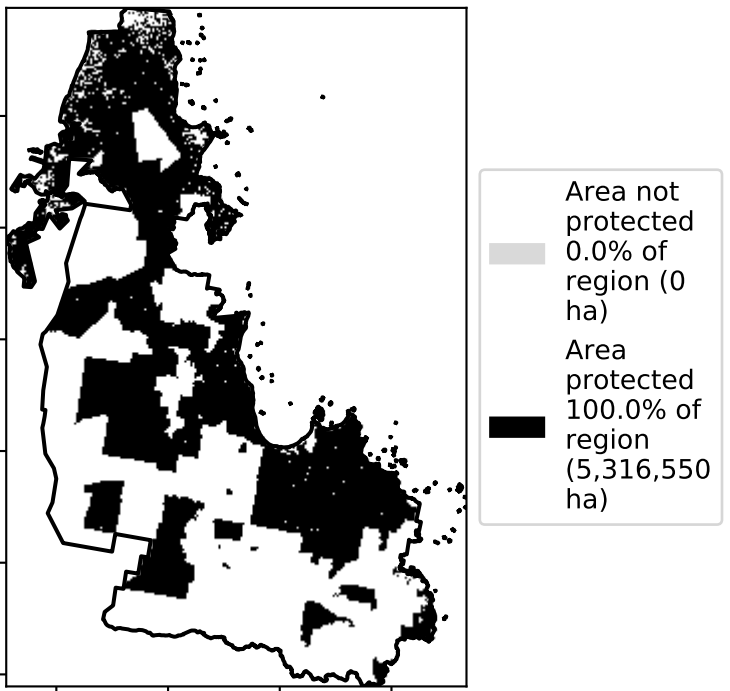 Area not
protected
0.0% of
region (0
ha)
Area
protected
100.0% of
region
(5,316,550
ha)